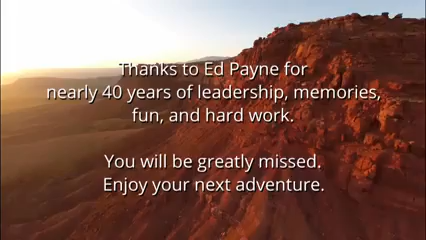 Thanks to Ed Payne for
nearly 40 years of leadership, memories,
fun, and hard work.
You will be greatly missed.
Enjoy your next adventure.